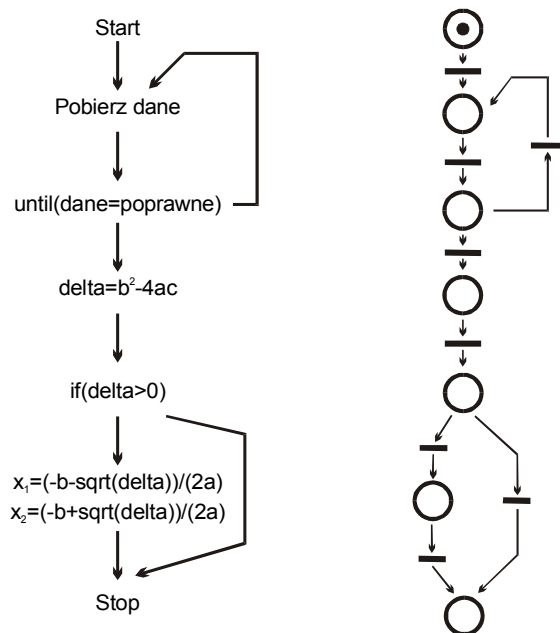 Start
Pobierz dane
until(dane=poprawne)
delta=b²-4ac
if(delta>0)
x₁=(-b-sqrt(delta))/(2a)
x₂=(-b+sqrt(delta))/(2a)
Stop